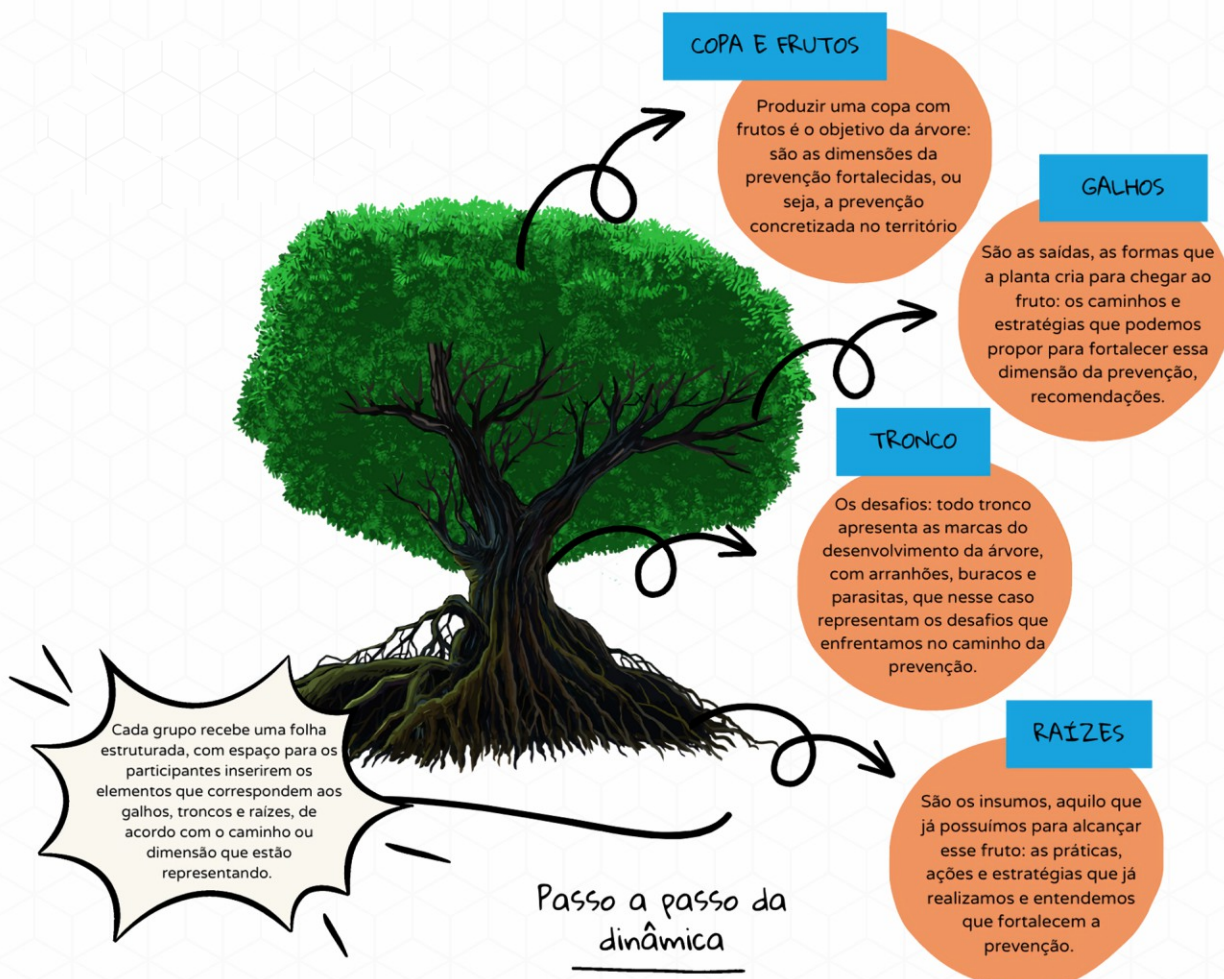 COPA E FRUTOS
Produzir uma copa com
frutos é o objetivo da árvore:
são as dimensões da
prevenção fortalecidas, ou
seja, a prevenção
concretizada no território
GALHOS
São as saídas, as formas que
a planta cria para chegar ao
fruto: os caminhos e
estratégias que podemos
propor para fortalecer essa
dimensão da prevenção,
recomendações.
TRONCO
Os desafios: todo tronco
apresenta as marcas do
desenvolvimento da árvore,
com arranhões, buracos e
parasitas, que nesse caso
representam os desafios que
enfrentamos no caminho da
prevenção.
RAÍZES
São os insumos, aquilo que
já possuímos para alcançar
esse fruto: as práticas,
ações e estratégias que já
realizamos e entendemos
que fortalecem a
prevenção.
Cada grupo recebe uma folha
estruturada, com espaço para os
participantes inserirem os
elementos que correspondem aos
galhos, troncos e raízes, de
acordo com o caminho ou
dimensão que estão
representando.
Passo a passo da
dinâmica